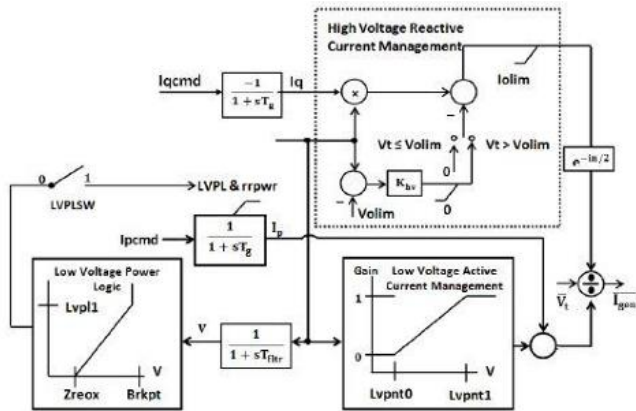 High Voltage Reactive
Current Management
Iqcmd
-1
1 + sTg
Iq
×
Iolim
−
Vt ≤ Volim
Vt > Volim
0
Khv
0
−
Volim
e^-iπ/2
0
1
LVPLSW
LVPL & rrpwr
Ipcmd
1
1 + sTg
Ip
Low Voltage Power
Logic
Lvpl1
V
Zreox
Brkpt
V
1
1 + sTfltr
Gain
Low Voltage Active
Current Management
1
0
V
Lvpnt0
Lvpnt1
Vt
÷
Igen